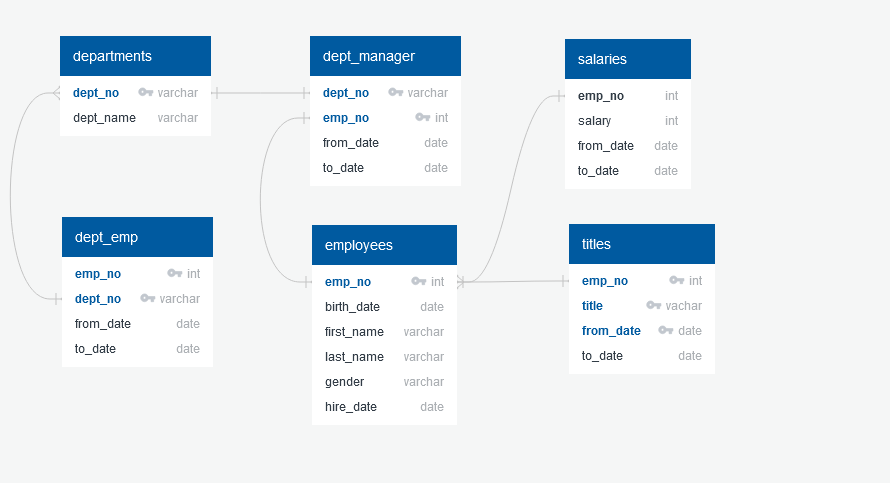 departments
dept_no varchar
dept_name varchar
dept_manager
dept_no varchar
emp_no int
from_date date
to_date date
salaries
emp_no int
salary int
from_date date
to_date date
dept_emp
emp_no int
dept_no varchar
from_date date
to_date date
employees
emp_no int
birth_date date
first_name varchar
last_name varchar
gender varchar
hire_date date
titles
emp_no int
title vachar
from_date date
to_date date